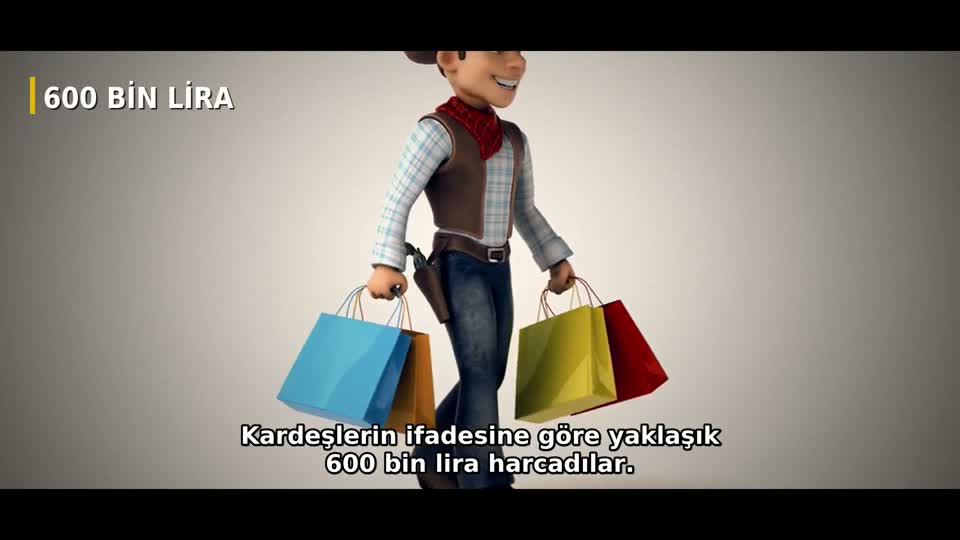 600 BİN LİRA
Kardeşlerin ifadesine göre yaklaşık
600 bin lira harcadılar.